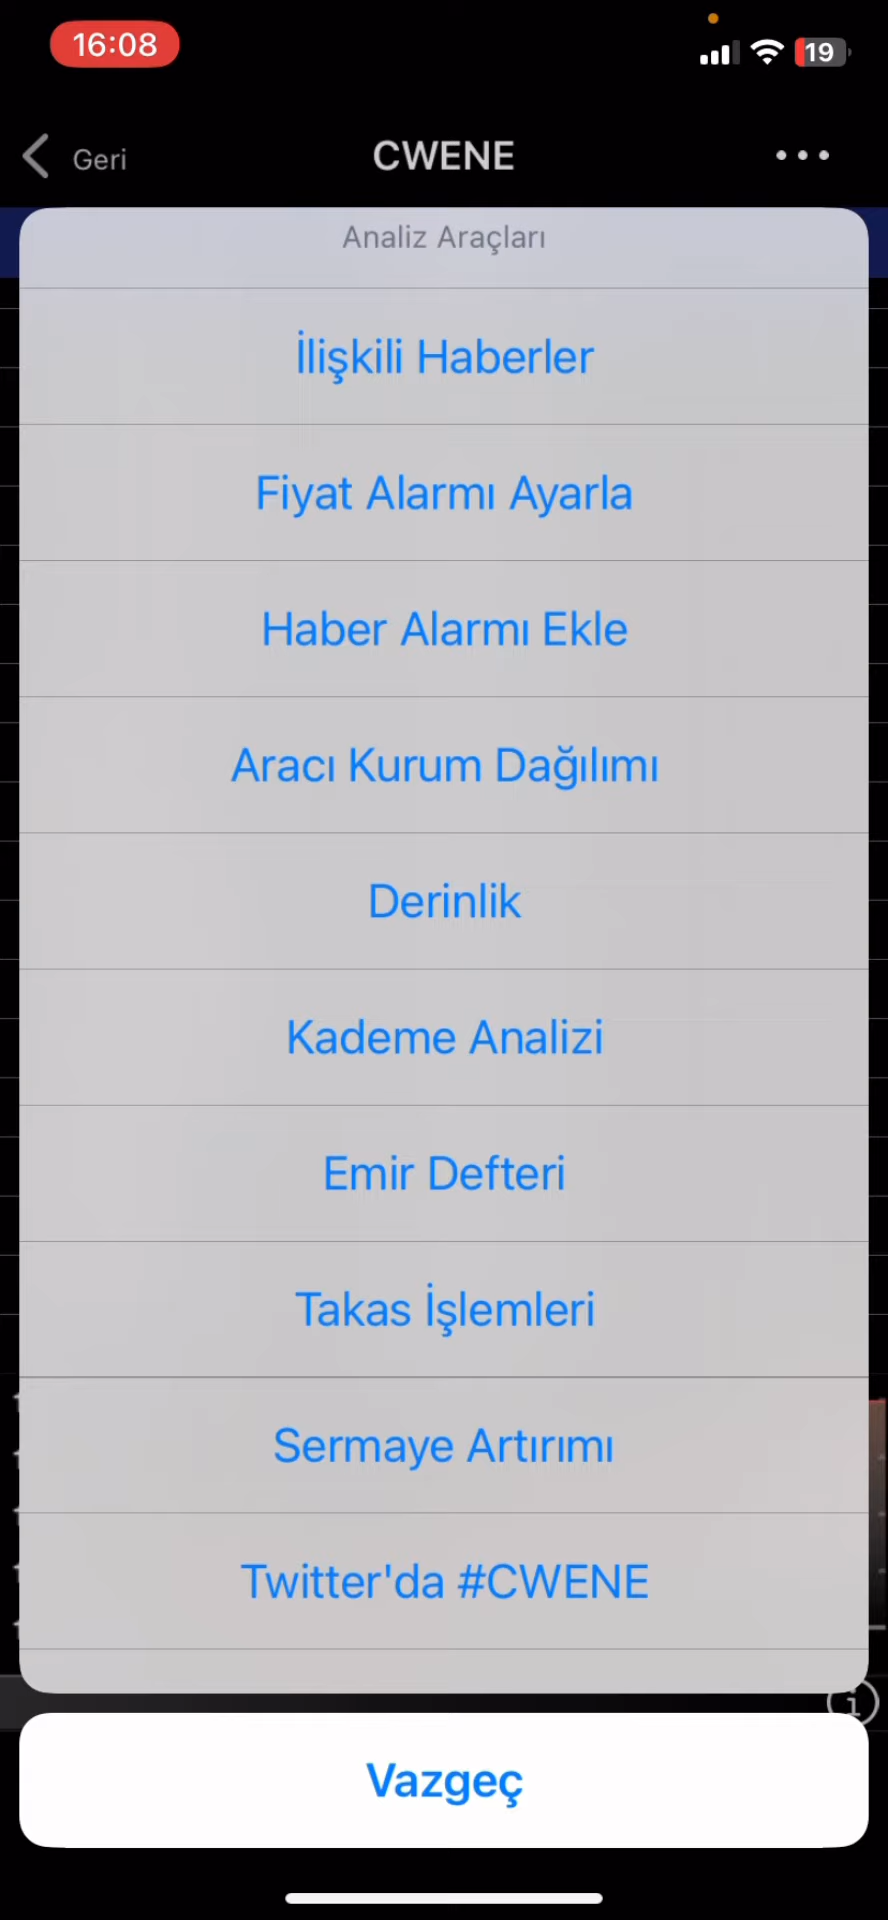 16:08
19
Geri
CWENE
Analiz Araçları
İlişkili Haberler
Fiyat Alarmı Ayarla
Haber Alarmı Ekle
Aracı Kurum Dağılımı
Derinlik
Kademe Analizi
Emir Defteri
Takas İşlemleri
Sermaye Artırımı
Twitter'da #CWENE
Vazgeç